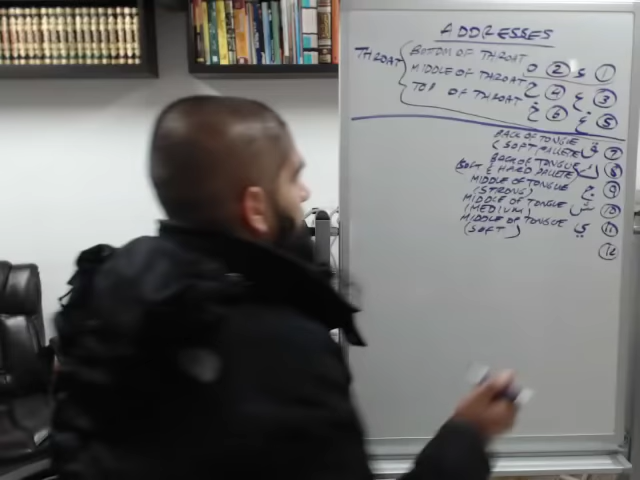 ADDRESSES
THROAT
BOTTOM OF THROAT ه 2 ء 1
MIDDLE OF THROAT ح 4 ع 3
TOP OF THROAT خ 6 غ 5
BACK OF TONGUE
(SOFT PALLETE) ق 7
BACK OF TONGUE
(SOFT & HARD PALLETE) ك 8
MIDDLE OF TONGUE ج 9
(STRONG)
MIDDLE OF TONGUE ش 10
(MEDIUM)
MIDDLE OF TONGUE ي 11
(SOFT)
12